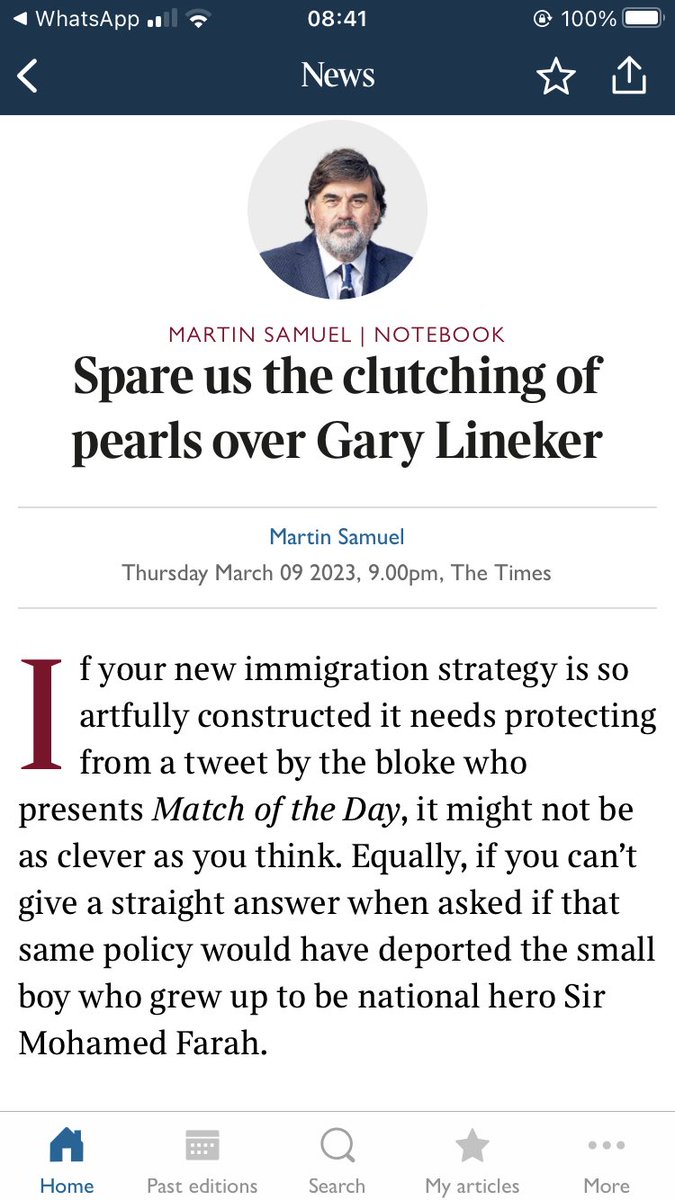 WhatsApp 08:41 100%
News
MARTIN SAMUEL | NOTEBOOK
Spare us the clutching of
pearls over Gary Lineker
Martin Samuel
Thursday March 09 2023, 9.00pm, The Times
If your new immigration strategy is so
artfully constructed it needs protecting
from a tweet by the bloke who
presents Match of the Day, it might not be
as clever as you think. Equally, if you can’t
give a straight answer when asked if that
same policy would have deported the small
boy who grew up to be national hero Sir
Mohamed Farah.
Home Past editions Search My articles More